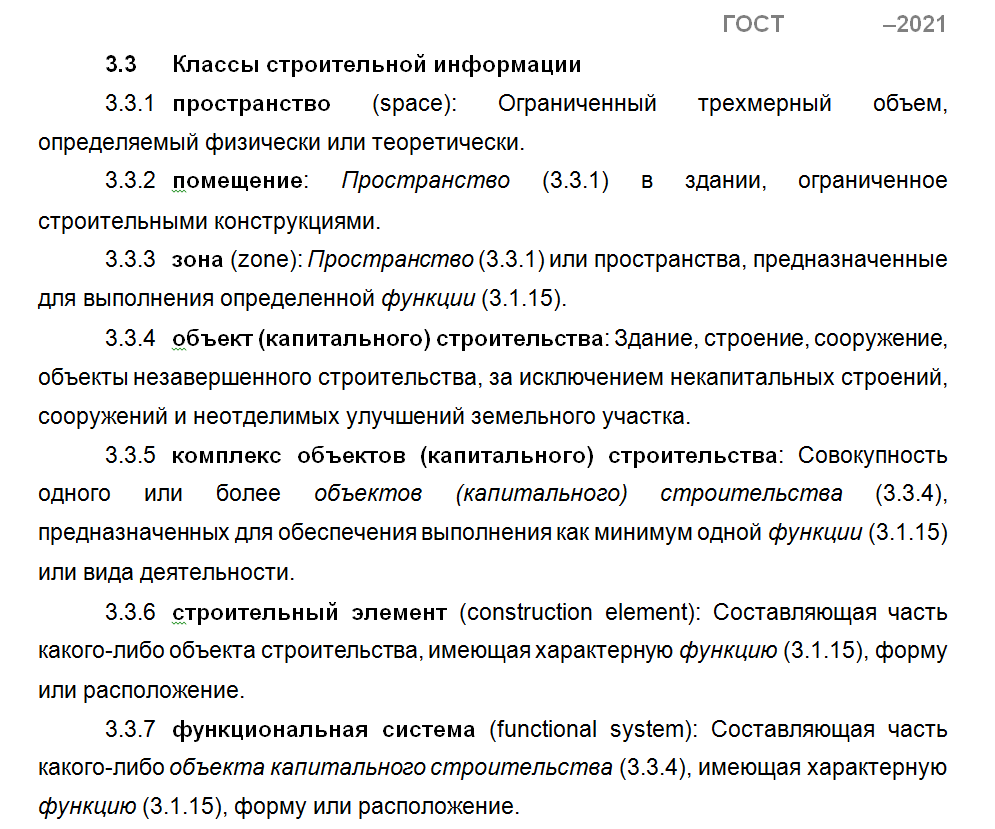 ГОСТ –2021
3.3 Классы строительной информации
3.3.1 пространство (space): Ограниченный трехмерный объем,
определяемый физически или теоретически.
3.3.2 помещение: Пространство (3.3.1) в здании, ограниченное
строительными конструкциями.
3.3.3 зона (zone): Пространство (3.3.1) или пространства, предназначенные
для выполнения определенной функции (3.1.15).
3.3.4 объект (капитального) строительства: Здание, строение, сооружение,
объекты незавершенного строительства, за исключением некапитальных строений,
сооружений и неотделимых улучшений земельного участка.
3.3.5 комплекс объектов (капитального) строительства: Совокупность
одного или более объектов (капитального) строительства (3.3.4),
предназначенных для обеспечения выполнения как минимум одной функции (3.1.15)
или вида деятельности.
3.3.6 строительный элемент (construction element): Составляющая часть
какого-либо объекта строительства, имеющая характерную функцию (3.1.15), форму
или расположение.
3.3.7 функциональная система (functional system): Составляющая часть
какого-либо объекта капитального строительства (3.3.4), имеющая характерную
функцию (3.1.15), форму или расположение.